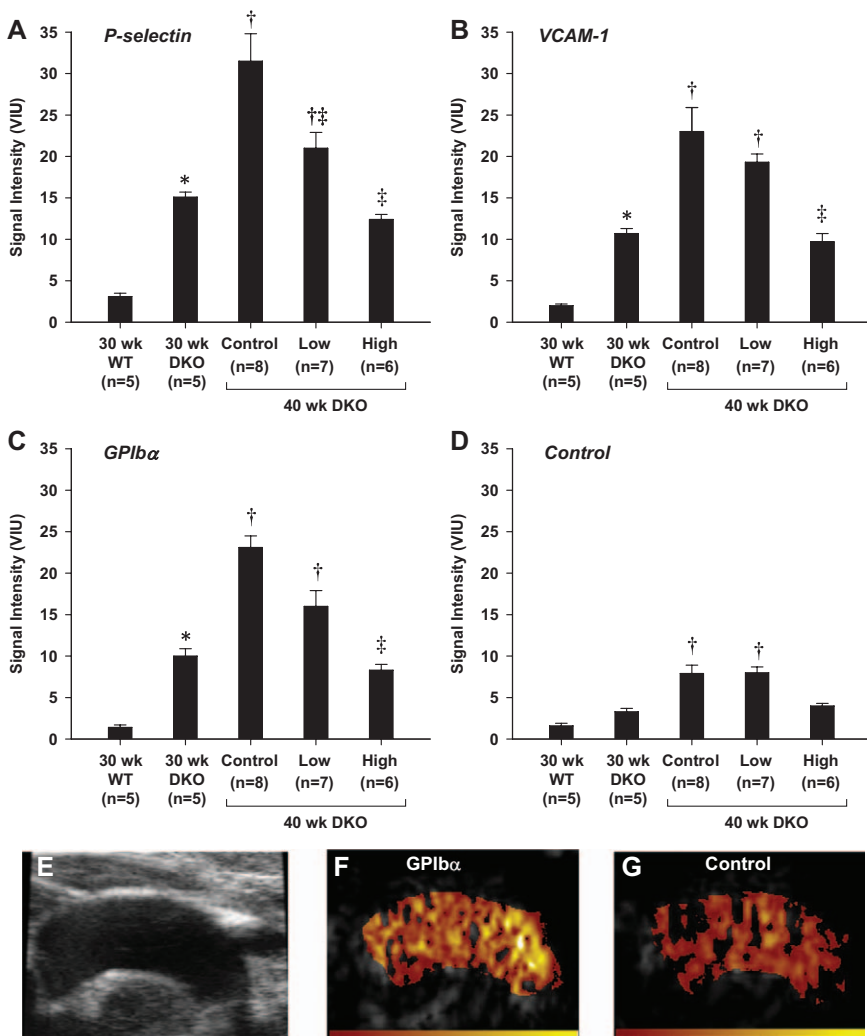 A P-selectin
Signal Intensity (VIU)
35
30
25
20
15
10
5
0
*
†
†‡
‡
30 wk WT (n=5)
30 wk DKO (n=5)
Control (n=8)
Low (n=7)
High (n=6)
40 wk DKO
B VCAM-1
Signal Intensity (VIU)
35
30
25
20
15
10
5
0
*
†
†
‡
30 wk WT (n=5)
30 wk DKO (n=5)
Control (n=8)
Low (n=7)
High (n=6)
40 wk DKO
C GPIbα
Signal Intensity (VIU)
35
30
25
20
15
10
5
0
*
†
†
‡
30 wk WT (n=5)
30 wk DKO (n=5)
Control (n=8)
Low (n=7)
High (n=6)
40 wk DKO
D Control
Signal Intensity (VIU)
35
30
25
20
15
10
5
0
†
†
30 wk WT (n=5)
30 wk DKO (n=5)
Control (n=8)
Low (n=7)
High (n=6)
40 wk DKO
E
F GPIbα
G Control